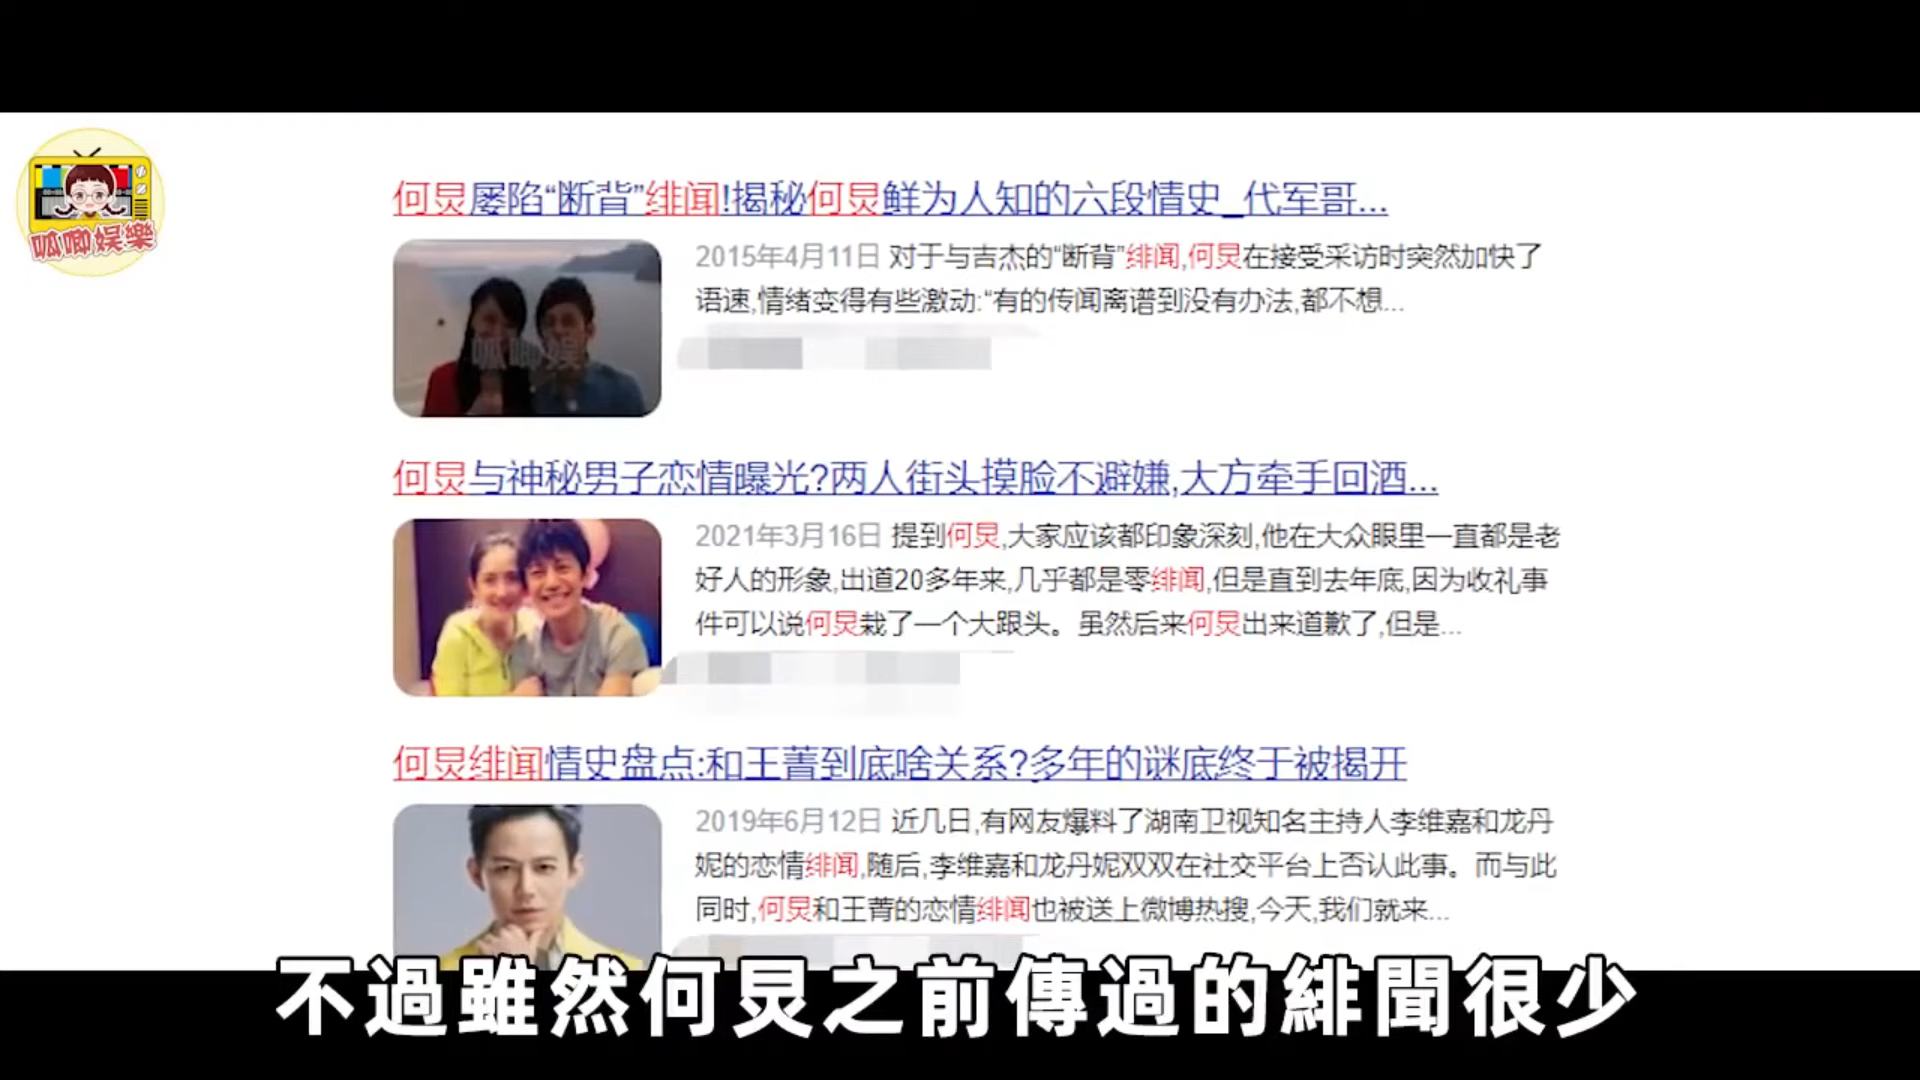 呱唧娱樂
何炅屡陷“断背”绯闻!揭秘何炅鲜为人知的六段情史_代军哥...
2015年4月11日 对于与吉杰的“断背”绯闻,何炅在接受采访时突然加快了
语速,情绪变得有些激动:“有的传闻离谱到没有办法,都不想...
呱唧娱
何炅与神秘男子恋情曝光?两人街头摸脸不避嫌,大方牵手回酒...
2021年3月16日 提到何炅,大家应该都印象深刻,他在大众眼里一直都是老
好人的形象,出道20多年来,几乎都是零绯闻,但是直到去年底,因为收礼事
件可以说何炅栽了一个大跟头。虽然后来何炅出来道歉了,但是...
何炅绯闻情史盘点:和王菁到底啥关系?多年的谜底终于被揭开
2019年6月12日 近几日,有网友爆料了湖南卫视知名主持人李维嘉和龙丹
妮的恋情绯闻,随后,李维嘉和龙丹妮双双在社交平台上否认此事。而与此
同时,何炅和王菁的恋情绯闻也被送上微博热搜,今天,我们就来...
不過雖然何炅之前傳過的緋聞很少